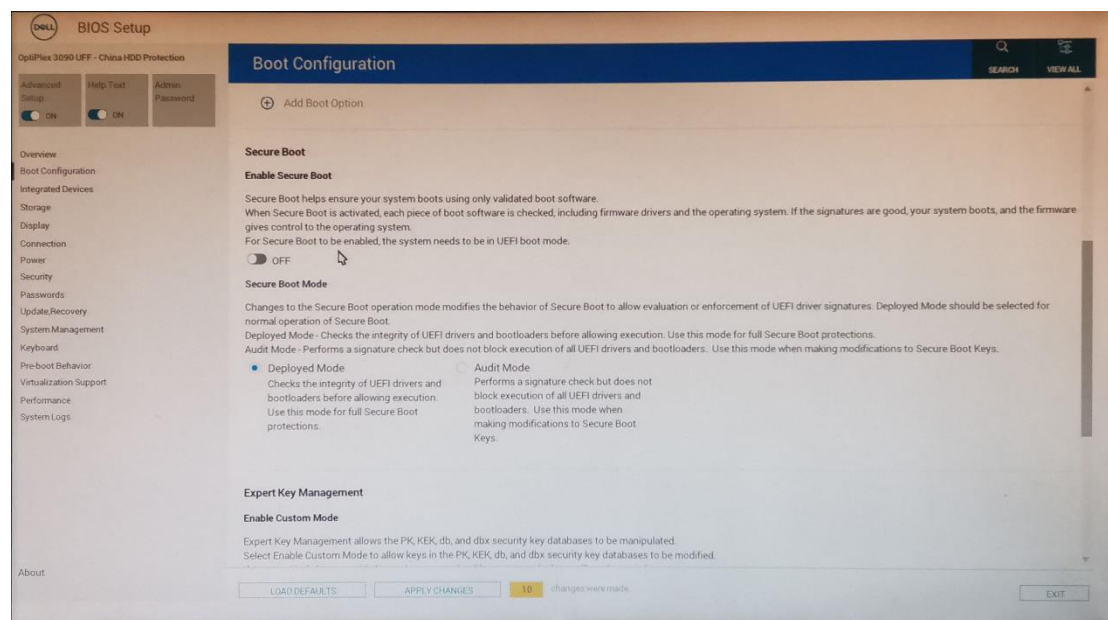 DELL BIOS Setup
OptiPlex 3090 UFF - China HDD Protection
Advanced Setup
ON
Help Text
ON
Admin Password
Overview
Boot Configuration
Integrated Devices
Storage
Display
Connection
Power
Security
Passwords
Update,Recovery
System Management
Keyboard
Pre-boot Behavior
Virtualization Support
Performance
System Logs
About
Boot Configuration
SEARCH
VIEW ALL
Add Boot Option
Secure Boot
Enable Secure Boot
Secure Boot helps ensure your system boots using only validated boot software.
When Secure Boot is activated, each piece of boot software is checked, including firmware drivers and the operating system. If the signatures are good, your system boots, and the firmware
gives control to the operating system.
For Secure Boot to be enabled, the system needs to be in UEFI boot mode.
OFF
Secure Boot Mode
Changes to the Secure Boot operation mode modifies the behavior of Secure Boot to allow evaluation or enforcement of UEFI driver signatures. Deployed Mode should be selected for
normal operation of Secure Boot.
Deployed Mode - Checks the integrity of UEFI drivers and bootloaders before allowing execution. Use this mode for full Secure Boot protections.
Audit Mode - Performs a signature check but does not block execution of all UEFI drivers and bootloaders. Use this mode when making modifications to Secure Boot Keys.
Deployed Mode
Checks the integrity of UEFI drivers and
bootloaders before allowing execution.
Use this mode for full Secure Boot
protections.
Audit Mode
Performs a signature check but does not
block execution of all UEFI drivers and
bootloaders. Use this mode when
making modifications to Secure Boot
Keys.
Expert Key Management
Enable Custom Mode
Expert Key Management allows the PK, KEK, db, and dbx security key databases to be manipulated.
Select Enable Custom Mode to allow keys in the PK, KEK, db, and dbx security key databases to be modified.
LOAD DEFAULTS
APPLY CHANGES
10 changes were made
EXIT